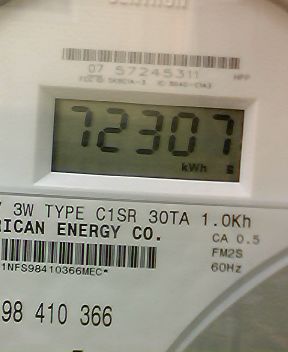 07 57245311 HPP
72307
kWh
3W TYPE C1SR 30TA 1.0Kh
RICAN ENERGY CO.
CA 0.5
FM2S
60Hz
1NFS98410366MEC*
98 410 366